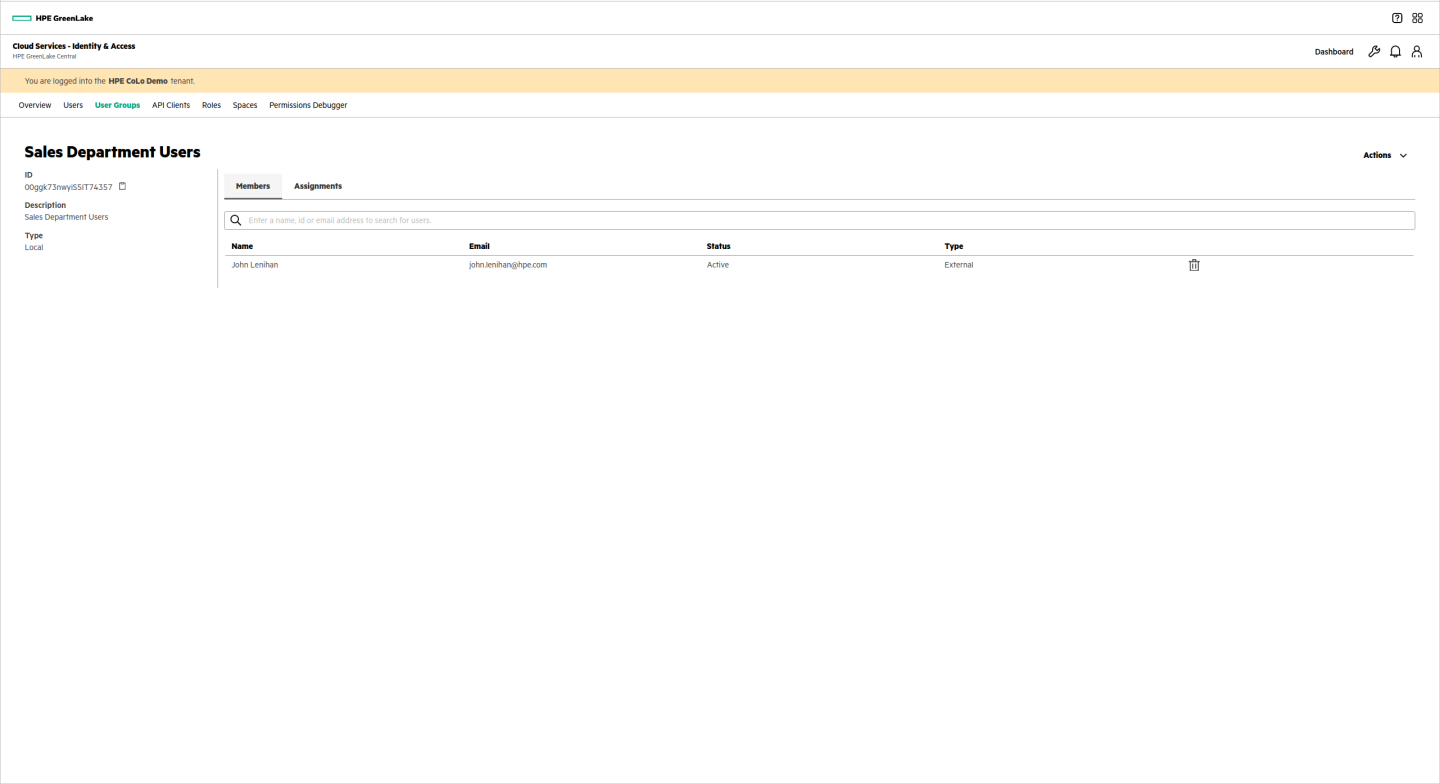 HPE GreenLake
Cloud Services - Identity & Access
HPE GreenLake Central
Dashboard
You are logged into the HPE CoLo Demo tenant.
Overview Users User Groups API Clients Roles Spaces Permissions Debugger
Sales Department Users
Actions
ID
00ggk73nwyiS5IT74357
Description
Sales Department Users
Type
Local
Members Assignments
Enter a name, id or email address to search for users.
Name Email Status Type
John Lenihan john.lenihan@hpe.com Active External